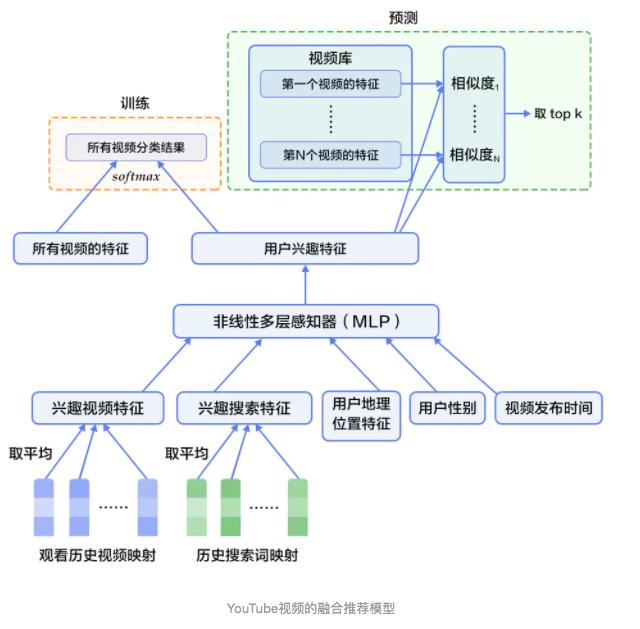 预测
视频库
第一个视频的特征
相似度1
训练
取 top k
所有视频分类结果
第N个视频的特征
相似度N
softmax
所有视频的特征
用户兴趣特征
非线性多层感知器（MLP）
兴趣视频特征
兴趣搜索特征
用户地理
位置特征
用户性别
视频发布时间
取平均
取平均
......
......
观看历史视频映射
历史搜索词映射
YouTube视频的融合推荐模型